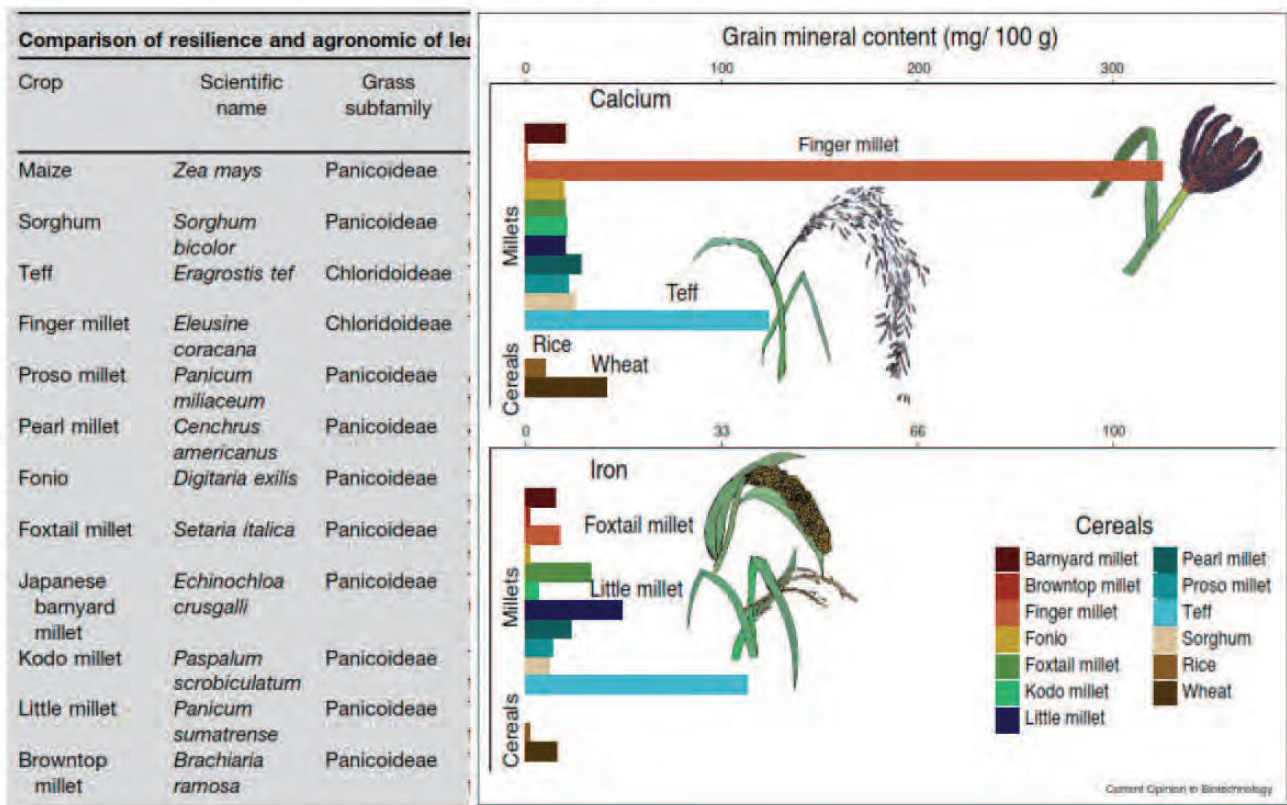 Comparison of resilience and agronomic of
Crop Scientific Grass
name subfamily
Maize Zea mays Panicoideae
Sorghum Sorghum Panicoideae
bicolor
Teff Eragrostis tef Chloridoideae
Finger millet Eleusine Chloridoideae
coracana
Proso millet Panicum Panicoideae
miliaceum
Pearl millet Cenchrus Panicoideae
americanus
Fonio Digitaria exilis Panicoideae
Foxtail millet Setaria italica Panicoideae
Japanese Echinochloa Panicoideae
barnyard crusgalli
millet
Kodo millet Paspalum Panicoideae
scrobiculatum
Little millet Panicum Panicoideae
sumatrense
Browntop Brachiaria Panicoideae
millet ramosa
Grain mineral content (mg/ 100 g)
0 100 200 300
Calcium
Finger millet
Millets
Teff
Rice
Wheat
Cereals
0 33 66 100
Iron
Foxtail millet
Little millet
Millets
Cereals
Cereals
Barnyard millet Pearl millet
Browntop millet Proso millet
Finger millet Teff
Fonio Sorghum
Foxtail millet Rice
Kodo millet Wheat
Little millet
Current Opinion in Biotechnology